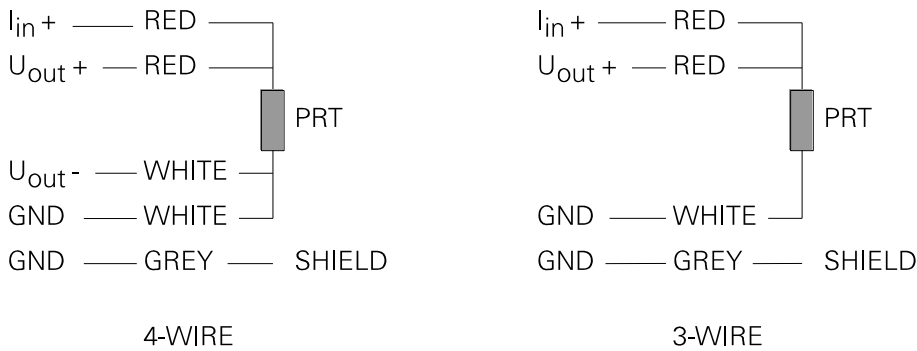 I_in + RED
U_out + RED
PRT
U_out - WHITE
GND WHITE
GND GREY SHIELD
4-WIRE
I_in + RED
U_out + RED
PRT
GND WHITE
GND GREY SHIELD
3-WIRE